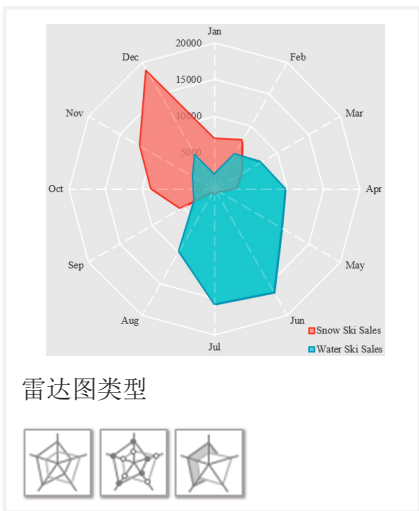 Jan
20000
Dec
Feb
15000
Nov
10000
Mar
5000
Oct
Apr
Sep
May
Aug
Jun
Jul
Snow Ski Sales
Water Ski Sales
雷达图类型